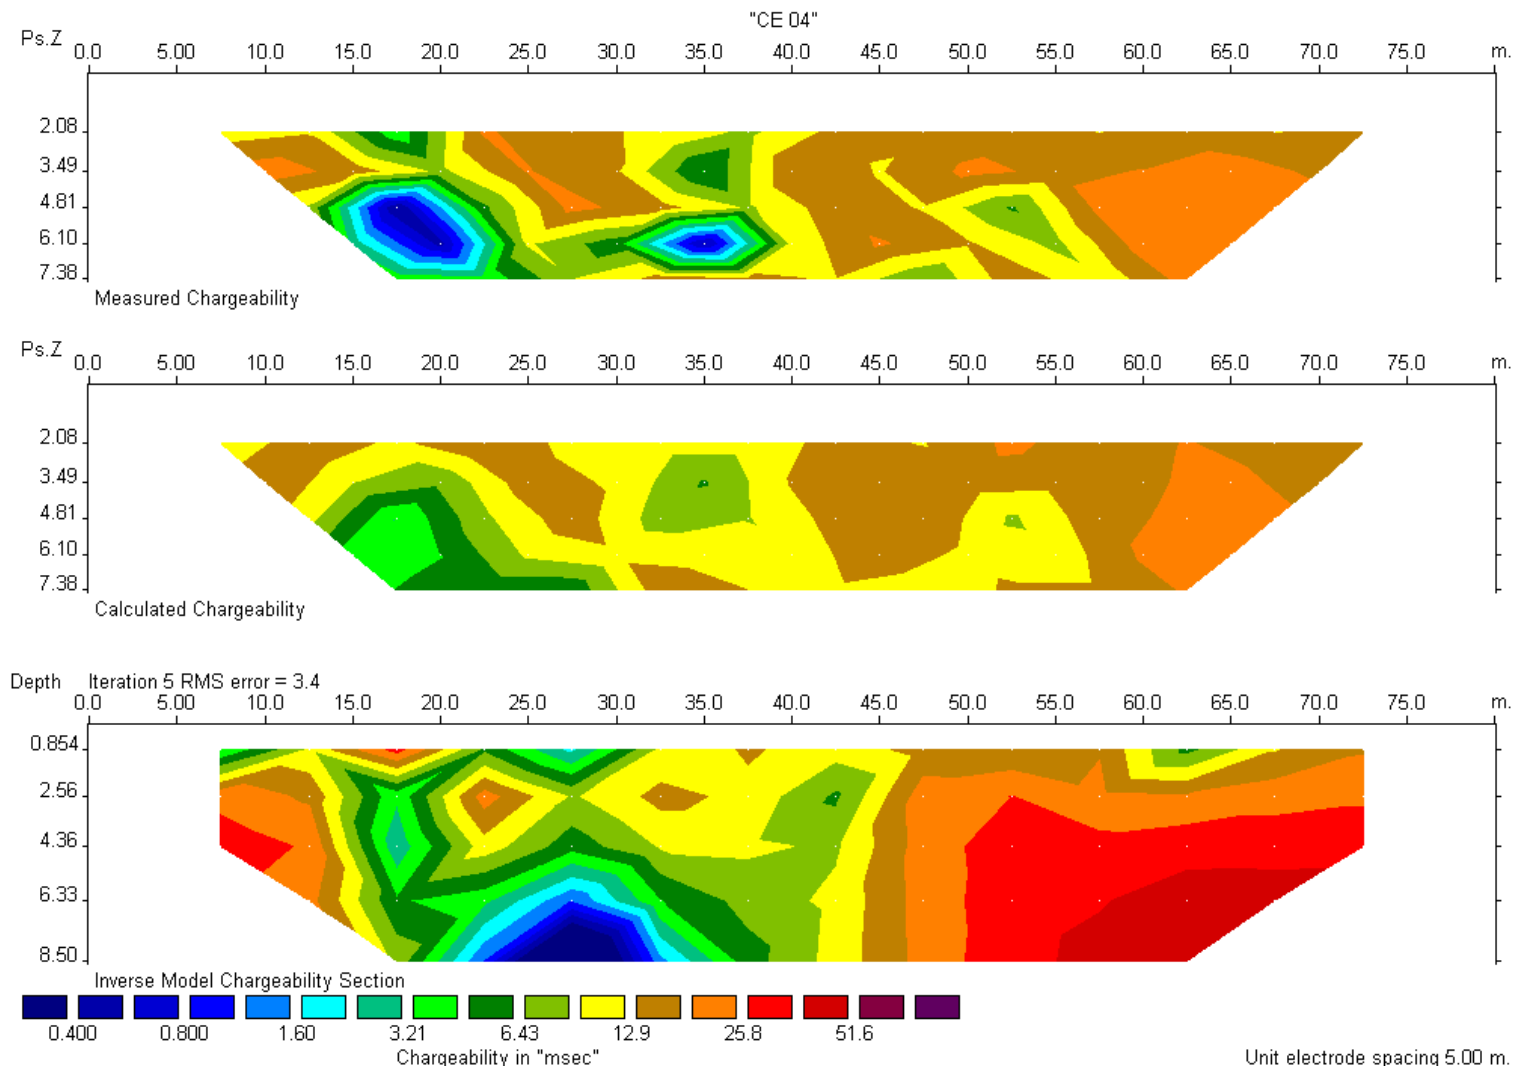 "CE 04"
Ps.Z 0.0 5.00 10.0 15.0 20.0 25.0 30.0 35.0 40.0 45.0 50.0 55.0 60.0 65.0 70.0 75.0 m.
2.08
3.49
4.81
6.10
7.38
Measured Chargeability
Ps.Z 0.0 5.00 10.0 15.0 20.0 25.0 30.0 35.0 40.0 45.0 50.0 55.0 60.0 65.0 70.0 75.0 m.
2.08
3.49
4.81
6.10
7.38
Calculated Chargeability
Depth Iteration 5 RMS error = 3.4
0.0 5.00 10.0 15.0 20.0 25.0 30.0 35.0 40.0 45.0 50.0 55.0 60.0 65.0 70.0 75.0 m.
0.854
2.56
4.36
6.33
8.50
Inverse Model Chargeability Section
0.400 0.800 1.60 3.21 6.43 12.9 25.8 51.6
Chargeability in "msec" Unit electrode spacing 5.00 m.